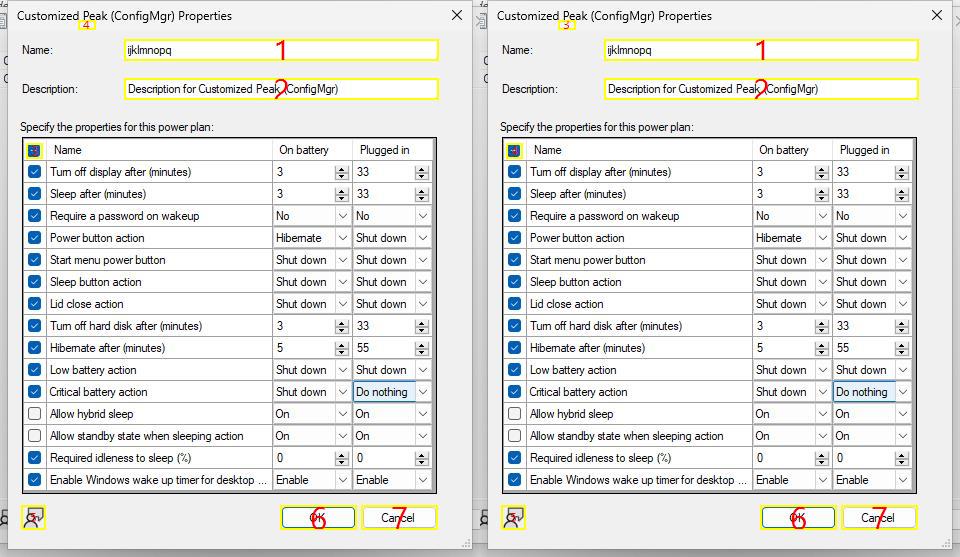 Customized Peak (ConfigMgr) Properties
4
Name: ijklmnopq 1
Description: Description for Customized Peak (ConfigMgr) 2
Specify the properties for this power plan:
Name On battery Plugged in
Turn off display after (minutes) 3 33
Sleep after (minutes) 3 33
Require a password on wakeup No No
Power button action Hibernate Shut down
Start menu power button Shut down Shut down
Sleep button action Shut down Shut down
Lid close action Shut down Shut down
Turn off hard disk after (minutes) 3 33
Hibernate after (minutes) 5 55
Low battery action Shut down Shut down
Critical battery action Shut down Do nothing
Allow hybrid sleep On On
Allow standby state when sleeping action On On
Required idleness to sleep (%) 0 0
Enable Windows wake up timer for desktop ... Enable Enable
OK 6 Cancel 7
Customized Peak (ConfigMgr) Properties
3
Name: ijklmnopq 1
Description: Description for Customized Peak (ConfigMgr) 2
Specify the properties for this power plan:
Name On battery Plugged in
Turn off display after (minutes) 3 33
Sleep after (minutes) 3 33
Require a password on wakeup No No
Power button action Hibernate Shut down
Start menu power button Shut down Shut down
Sleep button action Shut down Shut down
Lid close action Shut down Shut down
Turn off hard disk after (minutes) 3 33
Hibernate after (minutes) 5 55
Low battery action Shut down Shut down
Critical battery action Shut down Do nothing
Allow hybrid sleep On On
Allow standby state when sleeping action On On
Required idleness to sleep (%) 0 0
Enable Windows wake up timer for desktop ... Enable Enable
OK 6 Cancel 7